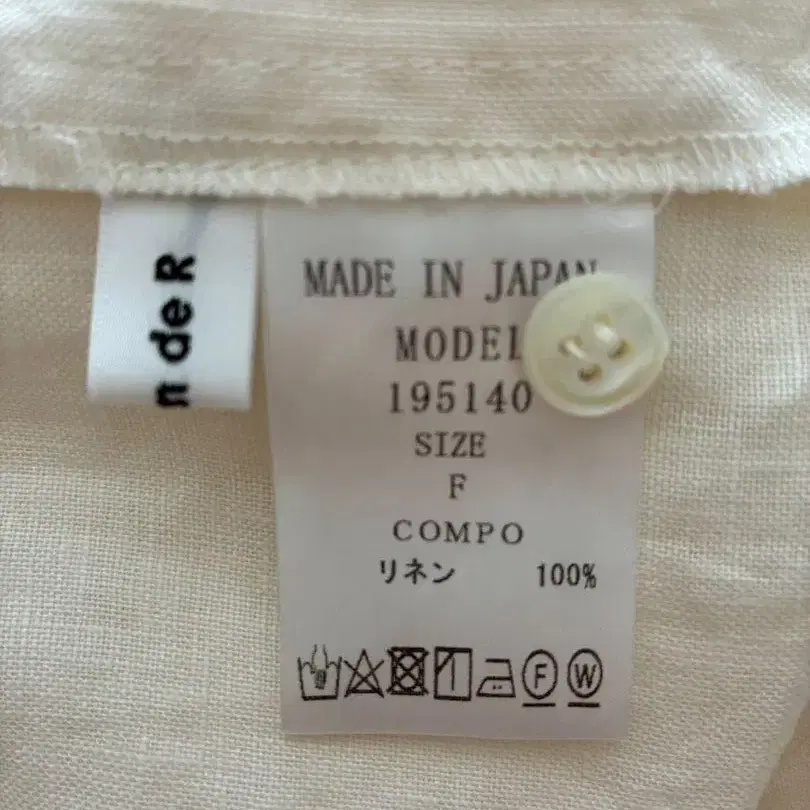 n de R
MADE IN JAPAN
MODEL
195140
SIZE
F
COMPO
リネン 100%
F W